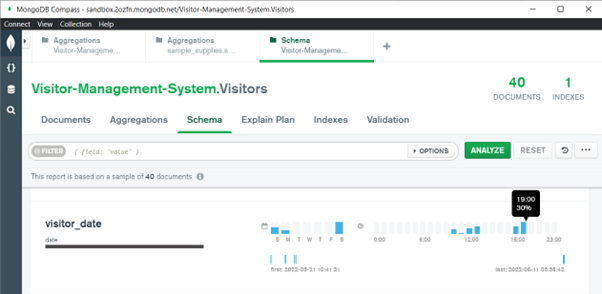 MongoDB Compass - sandbox.2ozfn.mongodb.net/Visitor-Management-System.Visitors
Connect View Collection Help
Aggregations
Visitor-Manageme...
Aggregations
sample_supplies.s...
Schema
Visitor-Manageme...
Visitor-Management-System.Visitors
40
DOCUMENTS
1
INDEXES
Documents Aggregations Schema Explain Plan Indexes Validation
FILTER { field: 'value' } OPTIONS ANALYZE RESET
This report is based on a sample of 40 documents.
19:00
30%
visitor_date
date
S M T W T F S
0:00 6:00 12:00 18:00 23:00
first: 2022-05-21 10:41:31
last: 2022-06-11 05:56:42